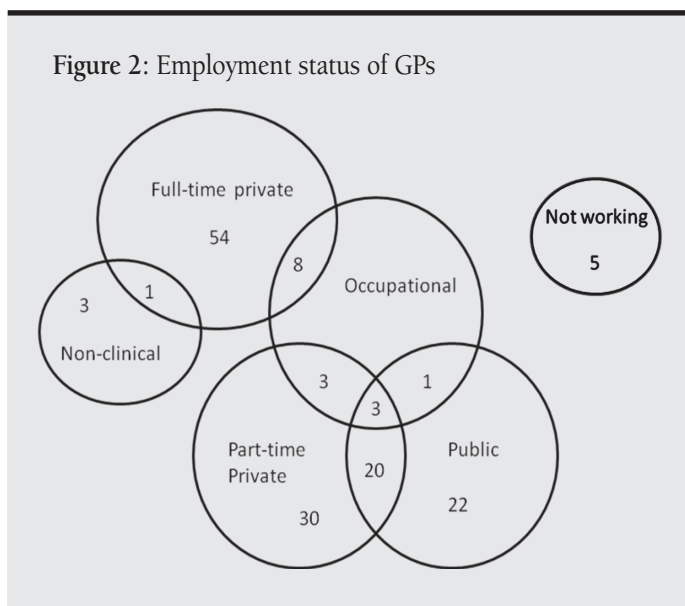 Figure 2: Employment status of GPs
Full-time private
54
Not working
5
8
Occupational
3
1
Non-clinical
3
1
3
Part-time
Private
20
Public
30
22